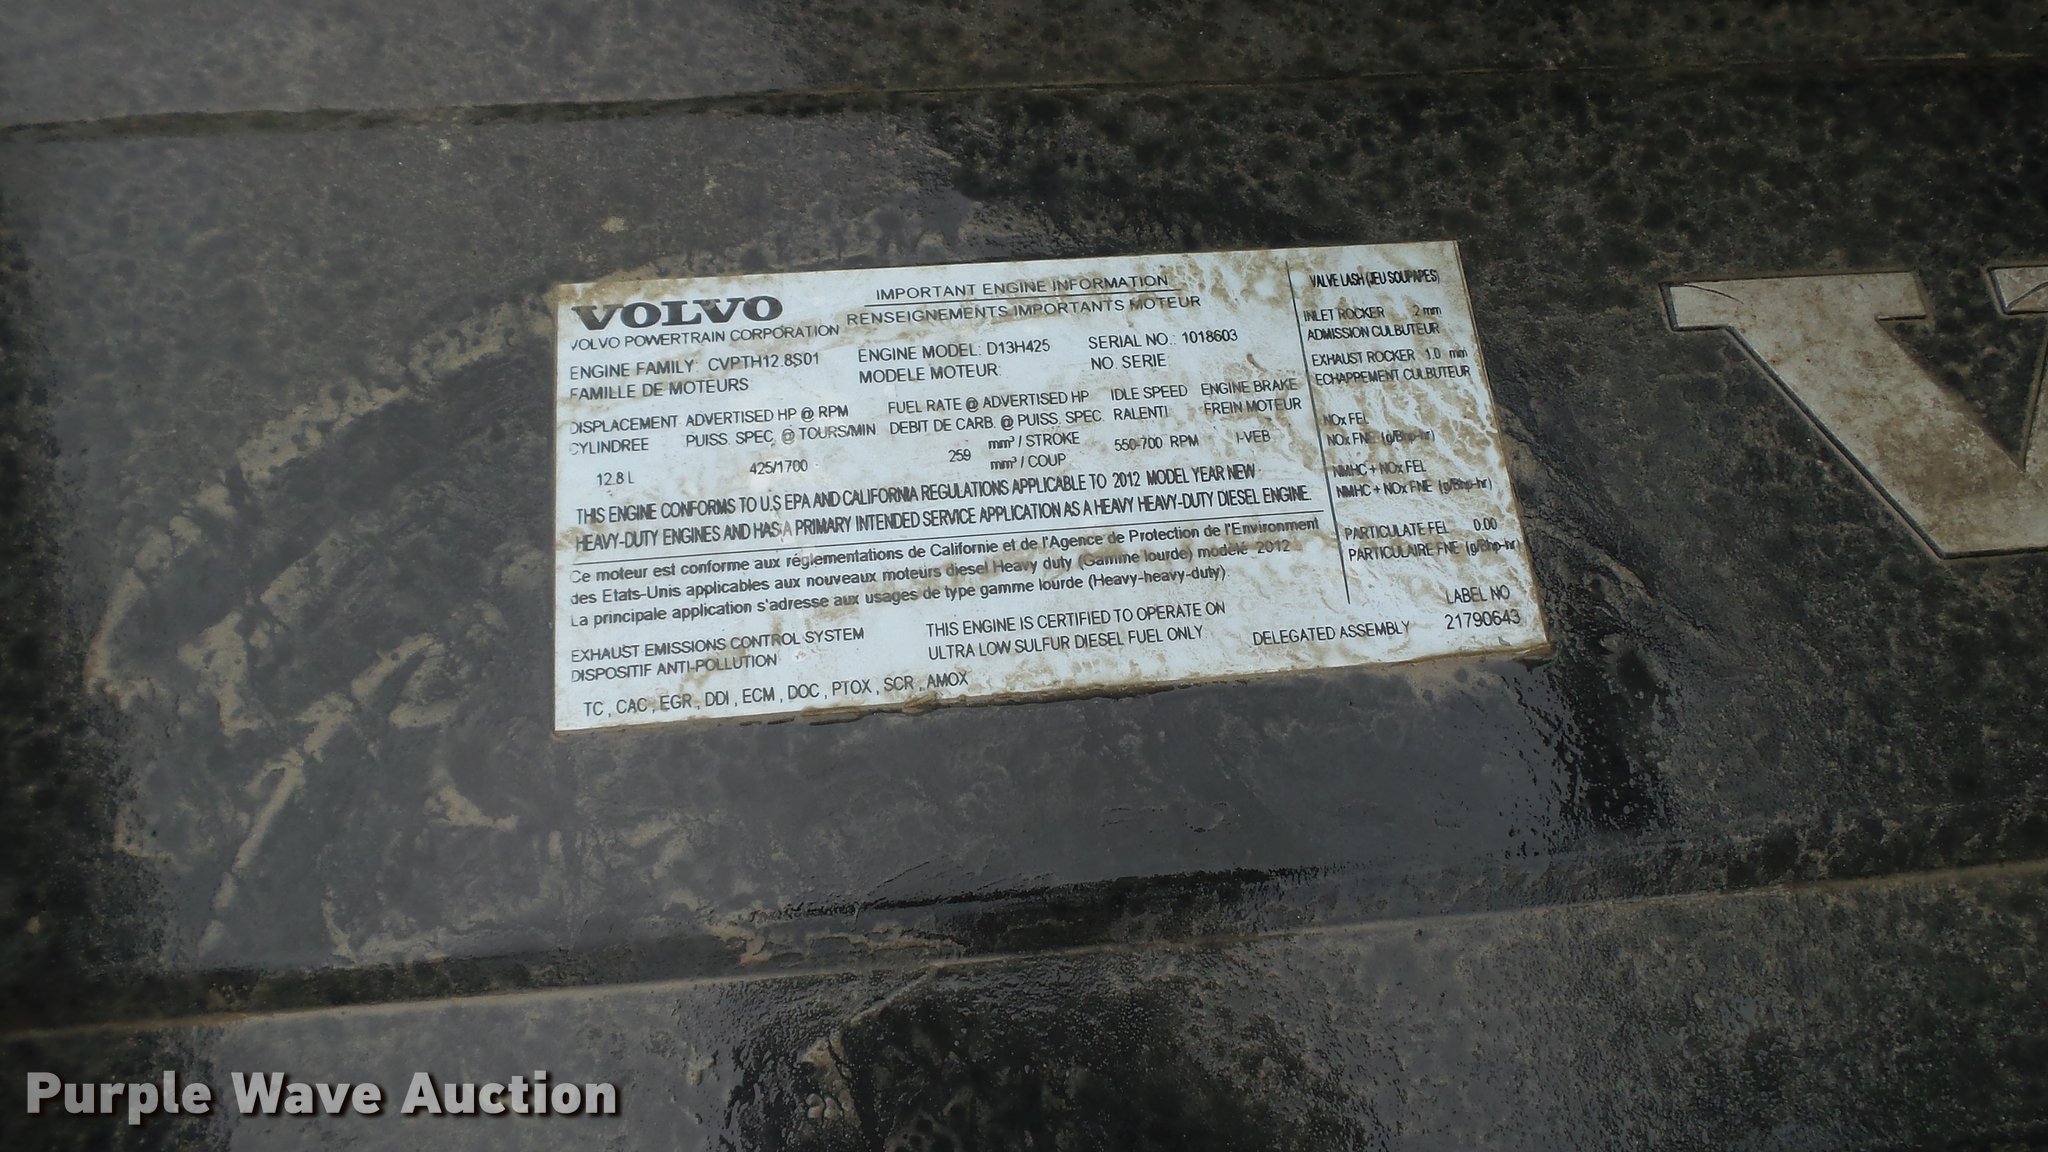 VOLVO
VOLVO POWERTRAIN CORPORATION
IMPORTANT ENGINE INFORMATION
RENSEIGNEMENTS IMPORTANTS MOTEUR
ENGINE FAMILY: CVPTH12.8S01
FAMILLE DE MOTEURS
ENGINE MODEL: D13H425
MODELE MOTEUR
SERIAL NO.: 1018603
NO. SERIE
DISPLACEMENT
CYLINDREE
12.8 L
ADVERTISED HP @ RPM
PUISS. SPEC. @ TOURS/MIN
425/1700
FUEL RATE @ ADVERTISED HP
DEBIT DE CARB. @ PUISS. SPEC.
259 mm³ / STROKE
mm³ / COUP
IDLE SPEED
RALENTI
550-700 RPM
ENGINE BRAKE
FREIN MOTEUR
I-VEB
THIS ENGINE CONFORMS TO U.S EPA AND CALIFORNIA REGULATIONS APPLICABLE TO 2012 MODEL YEAR NEW
HEAVY-DUTY ENGINES AND HAS A PRIMARY INTENDED SERVICE APPLICATION AS A HEAVY HEAVY-DUTY DIESEL ENGINE.
Ce moteur est conforme aux réglementations de Californie et de l'Agence de Protection de l'Environment
des Etats-Unis applicables aux nouveaux moteurs diesel Heavy duty (Gamme lourde) modelé 2012
La principale application s'adresse aux usages de type gamme lourde (Heavy-heavy-duty)
EXHAUST EMISSIONS CONTROL SYSTEM
DISPOSITIF ANTI-POLLUTION
TC , CAC , EGR , DDI , ECM , DOC , PTOX , SCR , AMOX
THIS ENGINE IS CERTIFIED TO OPERATE ON
ULTRA LOW SULFUR DIESEL FUEL ONLY
DELEGATED ASSEMBLY
VALVE LASH (JEU SOUPAPES)
INLET ROCKER 2 mm
ADMISSION CULBUTEUR
EXHAUST ROCKER 1.0 mm
ECHAPPEMENT CULBUTEUR
NOx FEL
NOx FNE (g/Bhp-hr)
NMHC + NOx FEL
NMHC + NOx FNE (g/Bhp-hr)
PARTICULATE FEL 0.00
PARTICULAIRE FNE (g/Bhp-hr)
LABEL NO
21790643
V
Purple Wave Auction